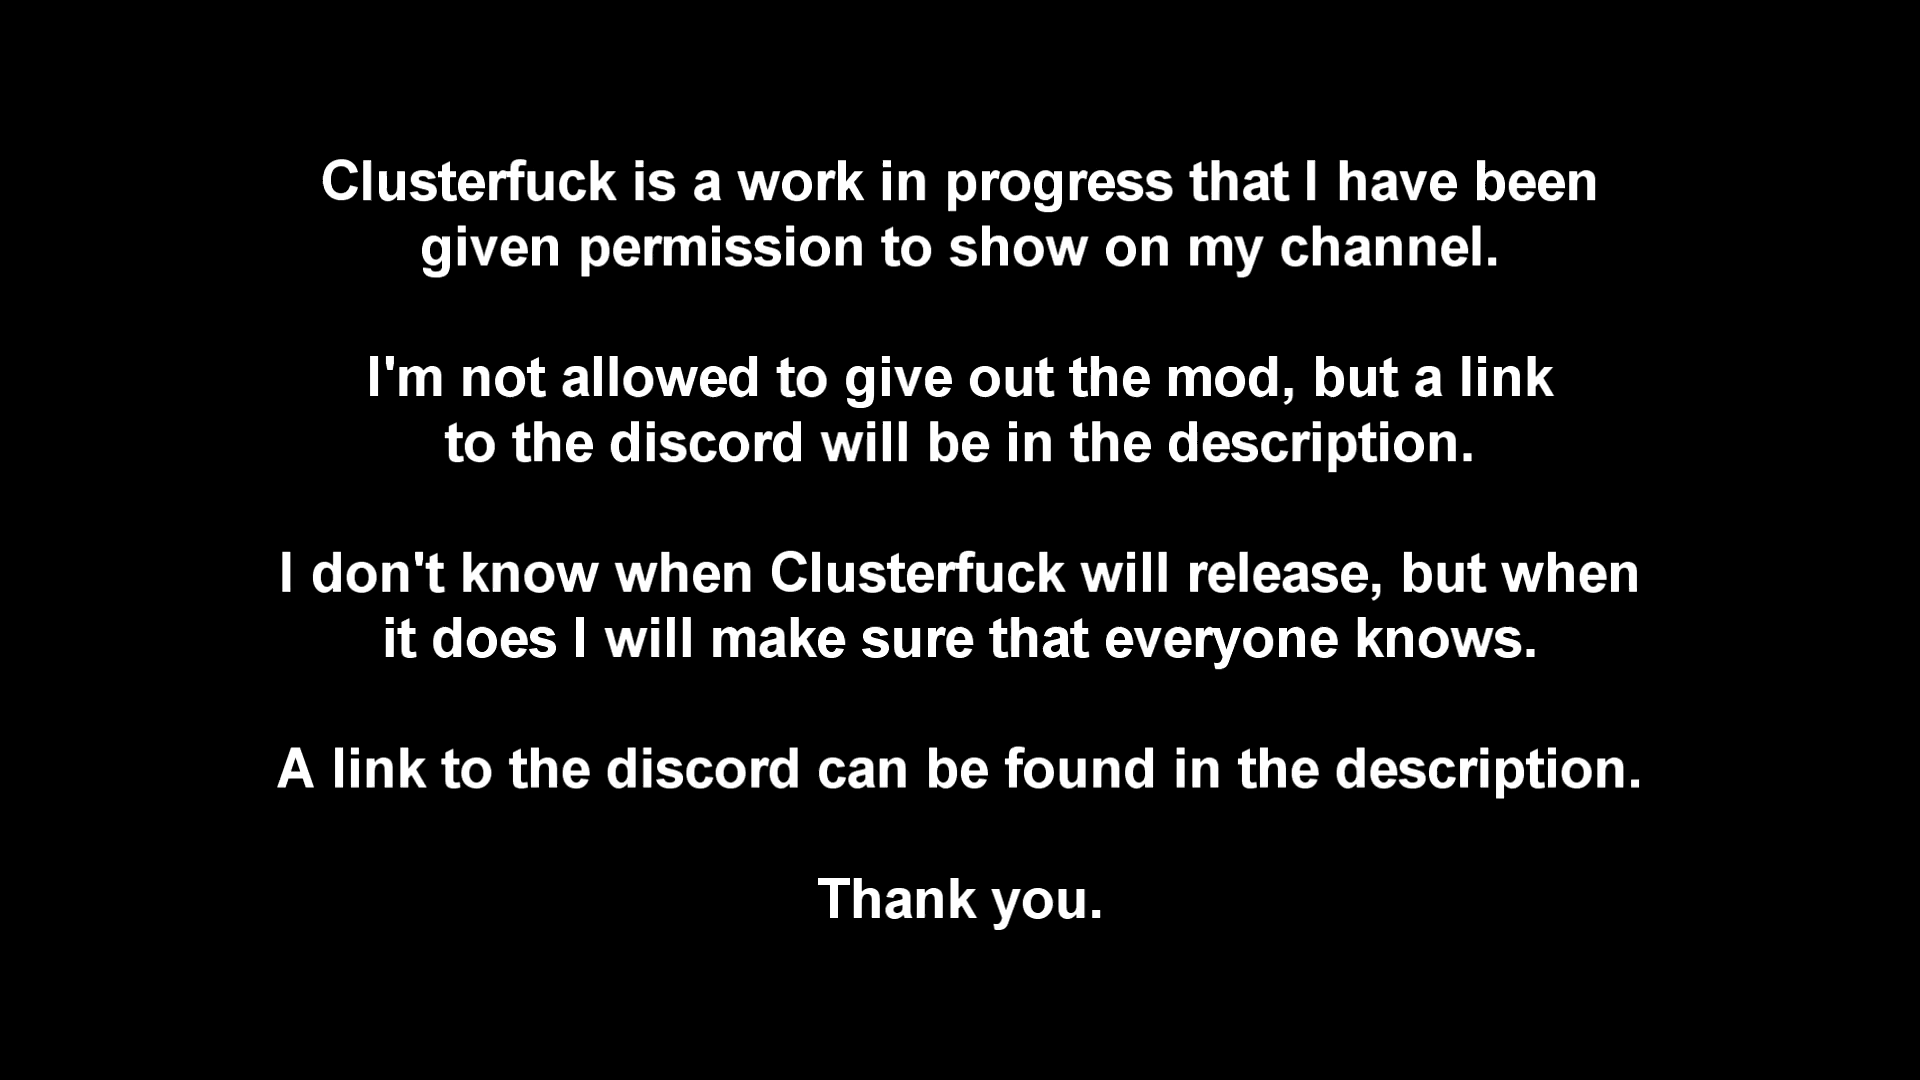 Clusterfuck is a work in progress that I have been
given permission to show on my channel.
I'm not allowed to give out the mod, but a link
to the discord will be in the description.
I don't know when Clusterfuck will release, but when
it does I will make sure that everyone knows.
A link to the discord can be found in the description.
Thank you.